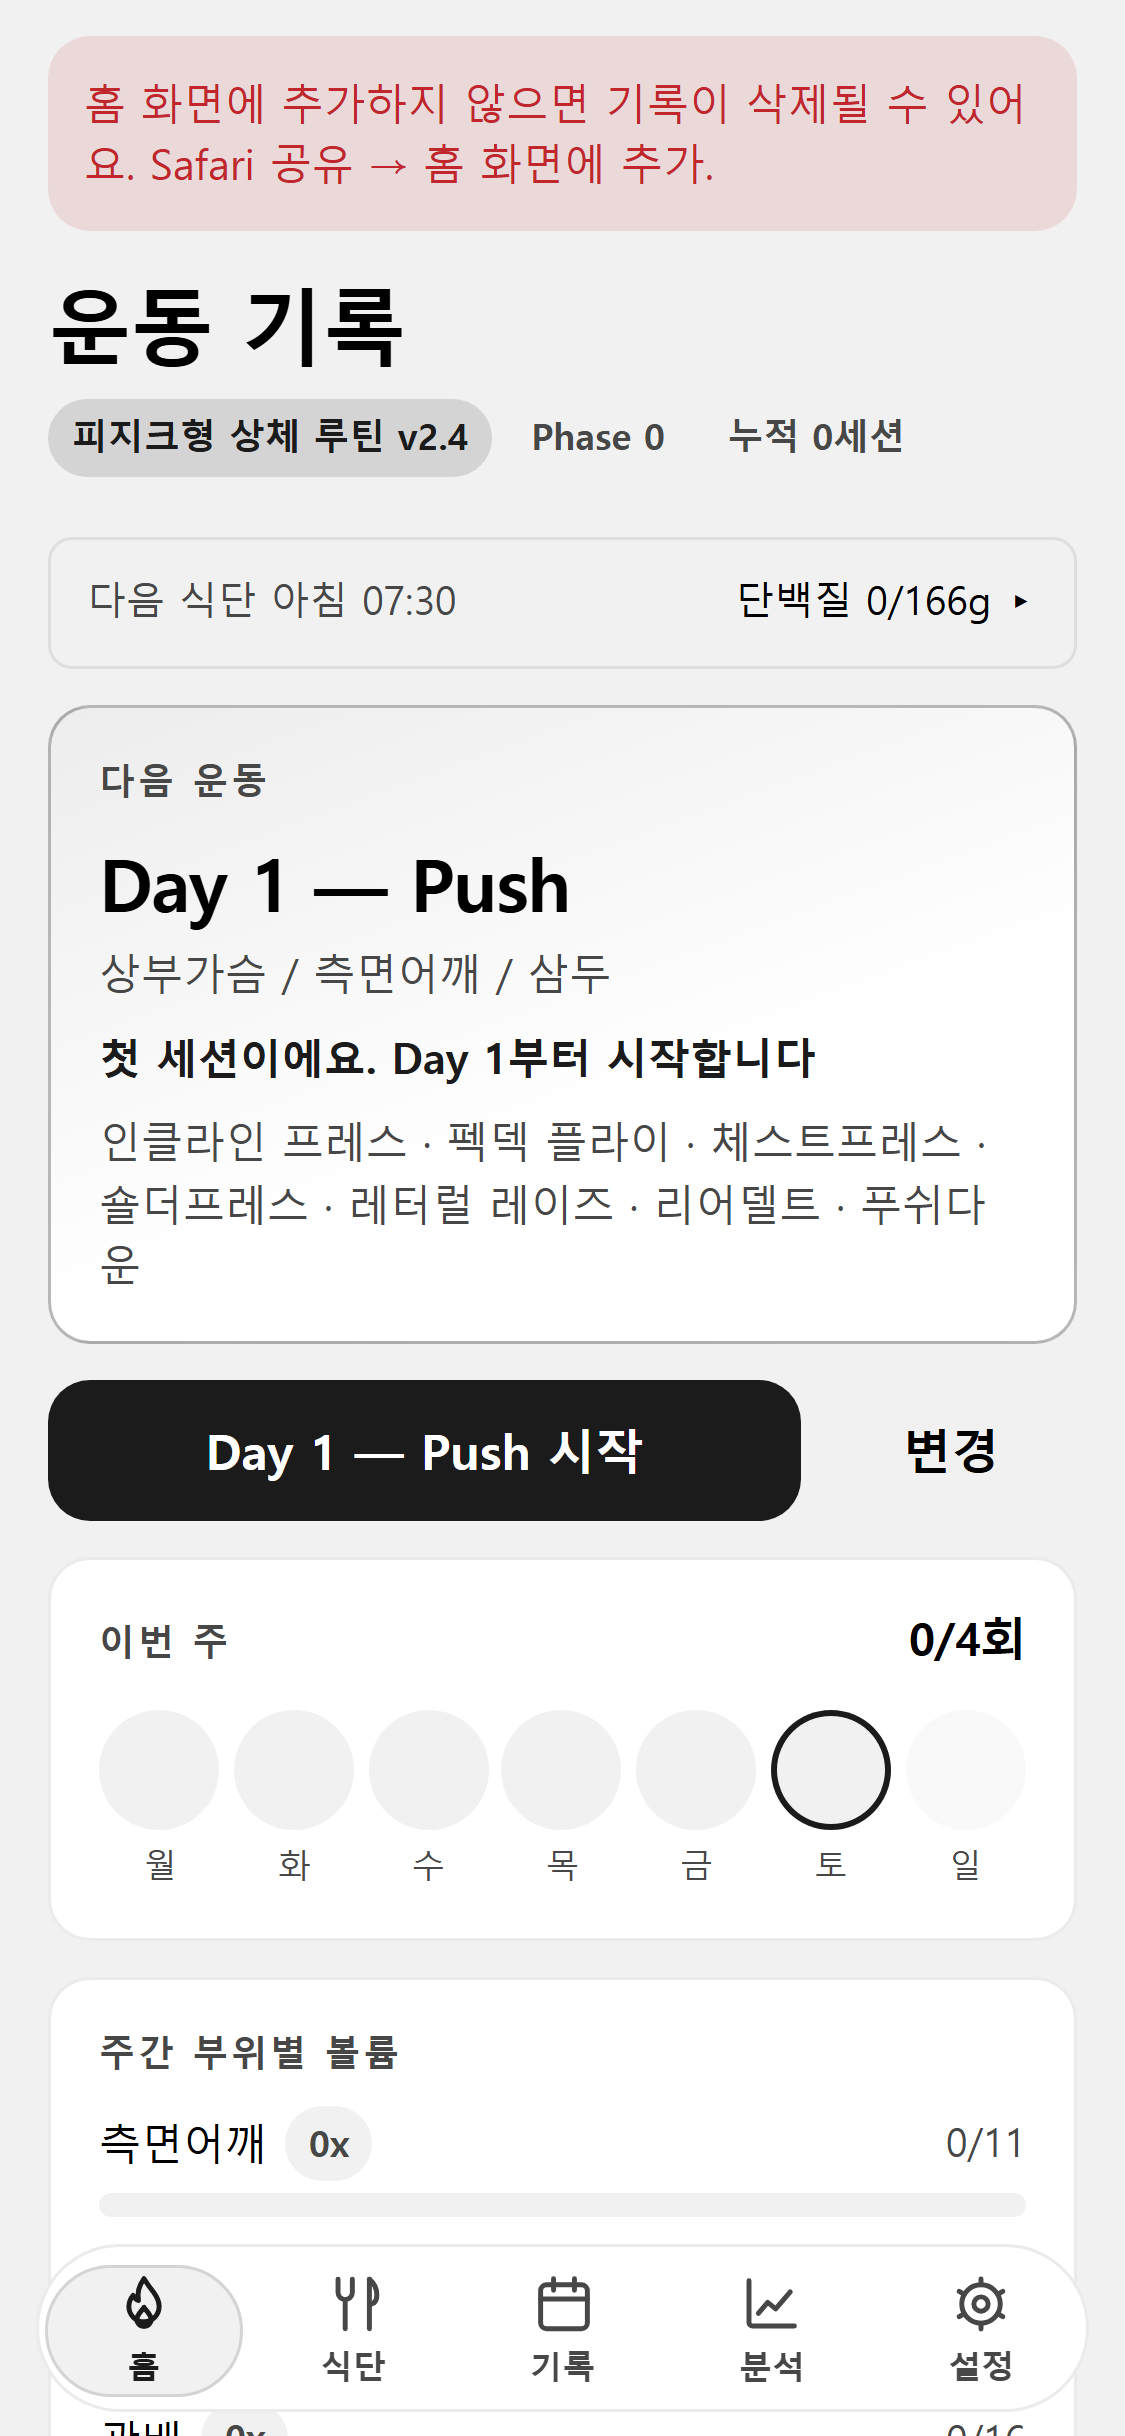 홈 화면에 추가하지 않으면 기록이 삭제될 수 있어
요. Safari 공유 → 홈 화면에 추가.
운동 기록
피지크형 상체 루틴 v2.4 Phase 0 누적 0세션
다음 식단 아침 07:30 단백질 0/166g ▸
다음 운동
Day 1 — Push
상부가슴 / 측면어깨 / 삼두
첫 세션이에요. Day 1부터 시작합니다
인클라인 프레스 · 펙덱 플라이 · 체스트프레스 ·
숄더프레스 · 레터럴 레이즈 · 리어델트 · 푸쉬다
운
Day 1 — Push 시작 변경
이번 주 0/4회
월 화 수 목 금 토 일
주간 부위별 볼륨
측면어깨 0x 0/11
홈 식단 기록 분석 설정